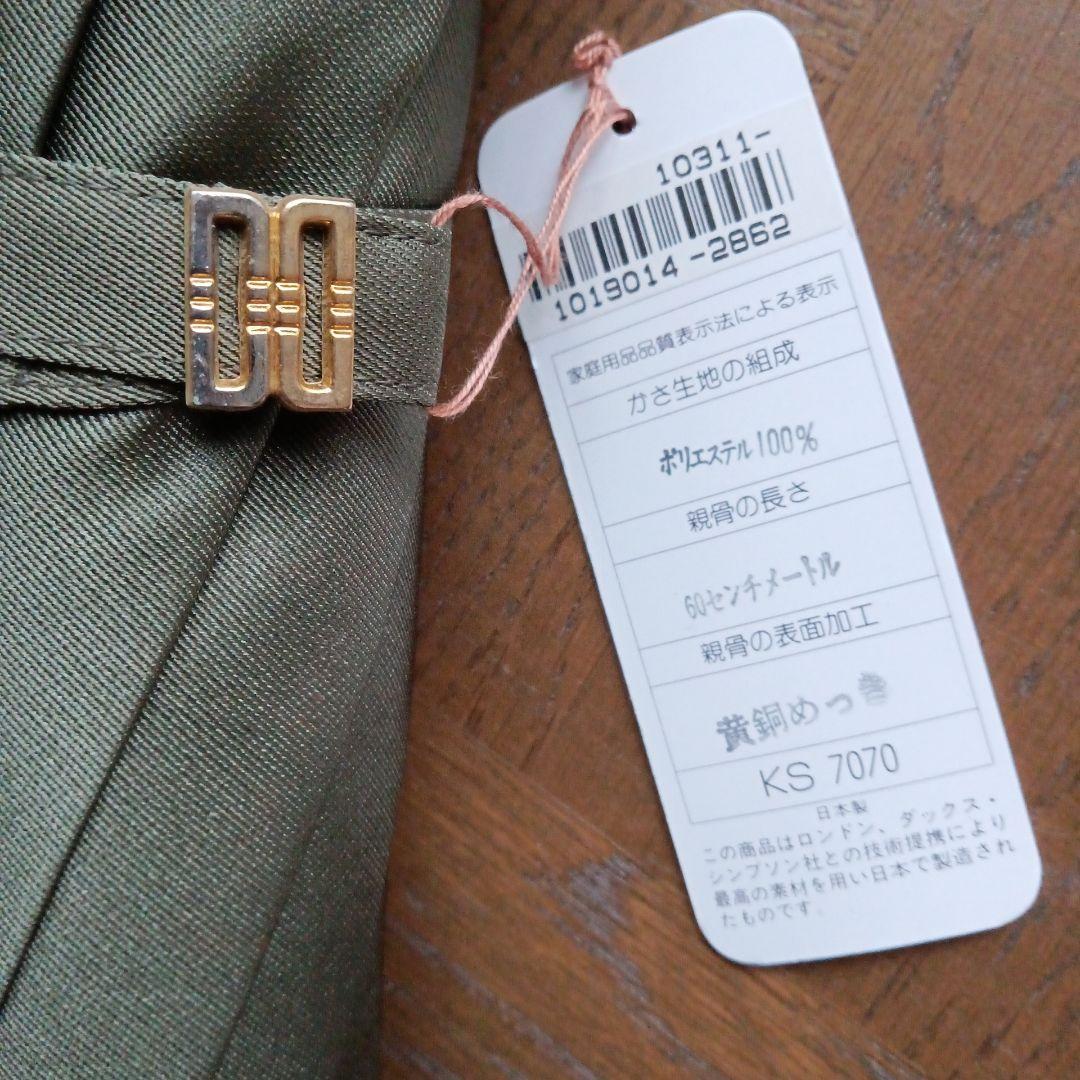 10311-
1019014-2862
家庭用品品質表示法による表示
かさ生地の組成
ポリエステル100%
親骨の長さ
60センチメートル
親骨の表面加工
黄銅めっき
KS 7070
日本製
この商品はロンドン、ダックス・
シンプソン社との技術提携により
最高の素材を用い日本で製造され
たものです。